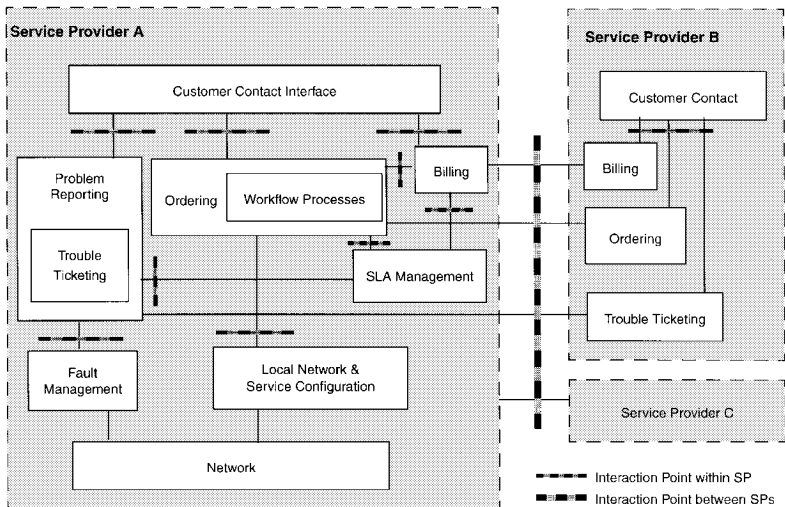 Service Provider A
Service Provider B
Customer Contact Interface
Customer Contact
Problem
Reporting
Ordering
Workflow Processes
Billing
Billing
Trouble
Ticketing
SLA Management
Ordering
Trouble Ticketing
Fault
Management
Local Network &
Service Configuration
Service Provider C
Network
Interaction Point within SP
Interaction Point between SPs